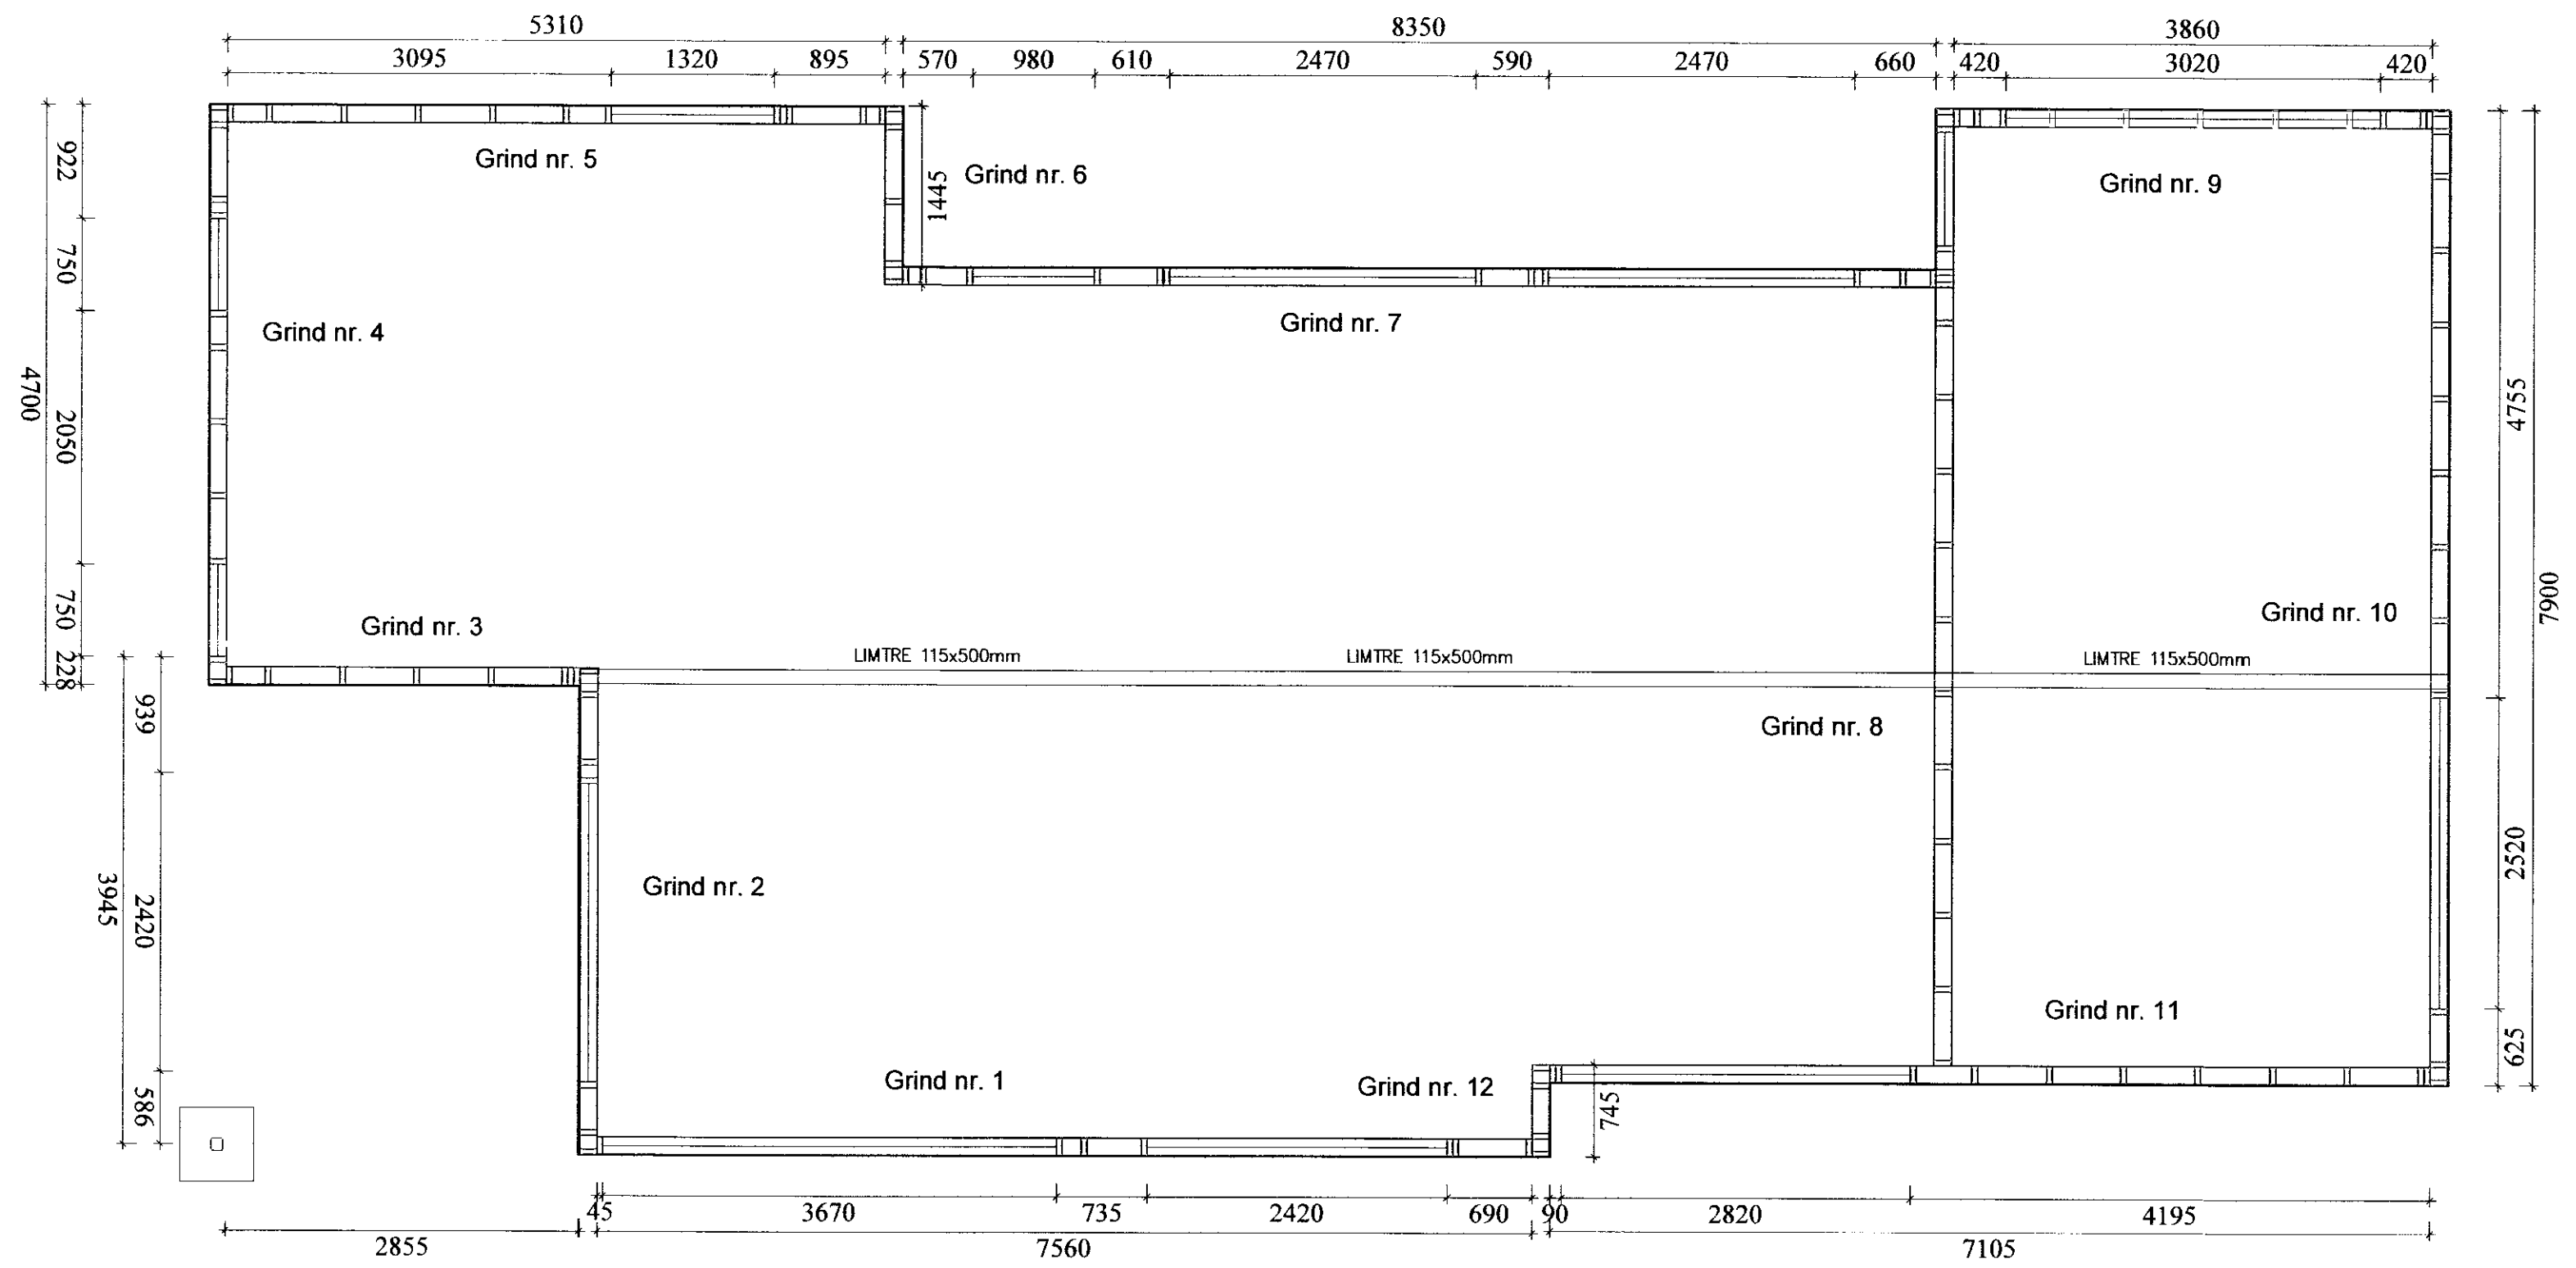 5310 8350 3860
3095 1320 895 570 980 610 2470 590 2470 660 420 3020 420
922
750
2050
750
228
4700
Grind nr. 5
1445
Grind nr. 6
Grind nr. 9
Grind nr. 4
Grind nr. 7
4755
7900
Grind nr. 3
Grind nr. 10
LIMTRE 115x500mm LIMTRE 115x500mm LIMTRE 115x500mm
939
2420
586
3945
Grind nr. 8
Grind nr. 2
2520
625
Grind nr. 11
Grind nr. 1
Grind nr. 12
745
45 3670 735 2420 690 90 2820 4195
2855 7560 7105